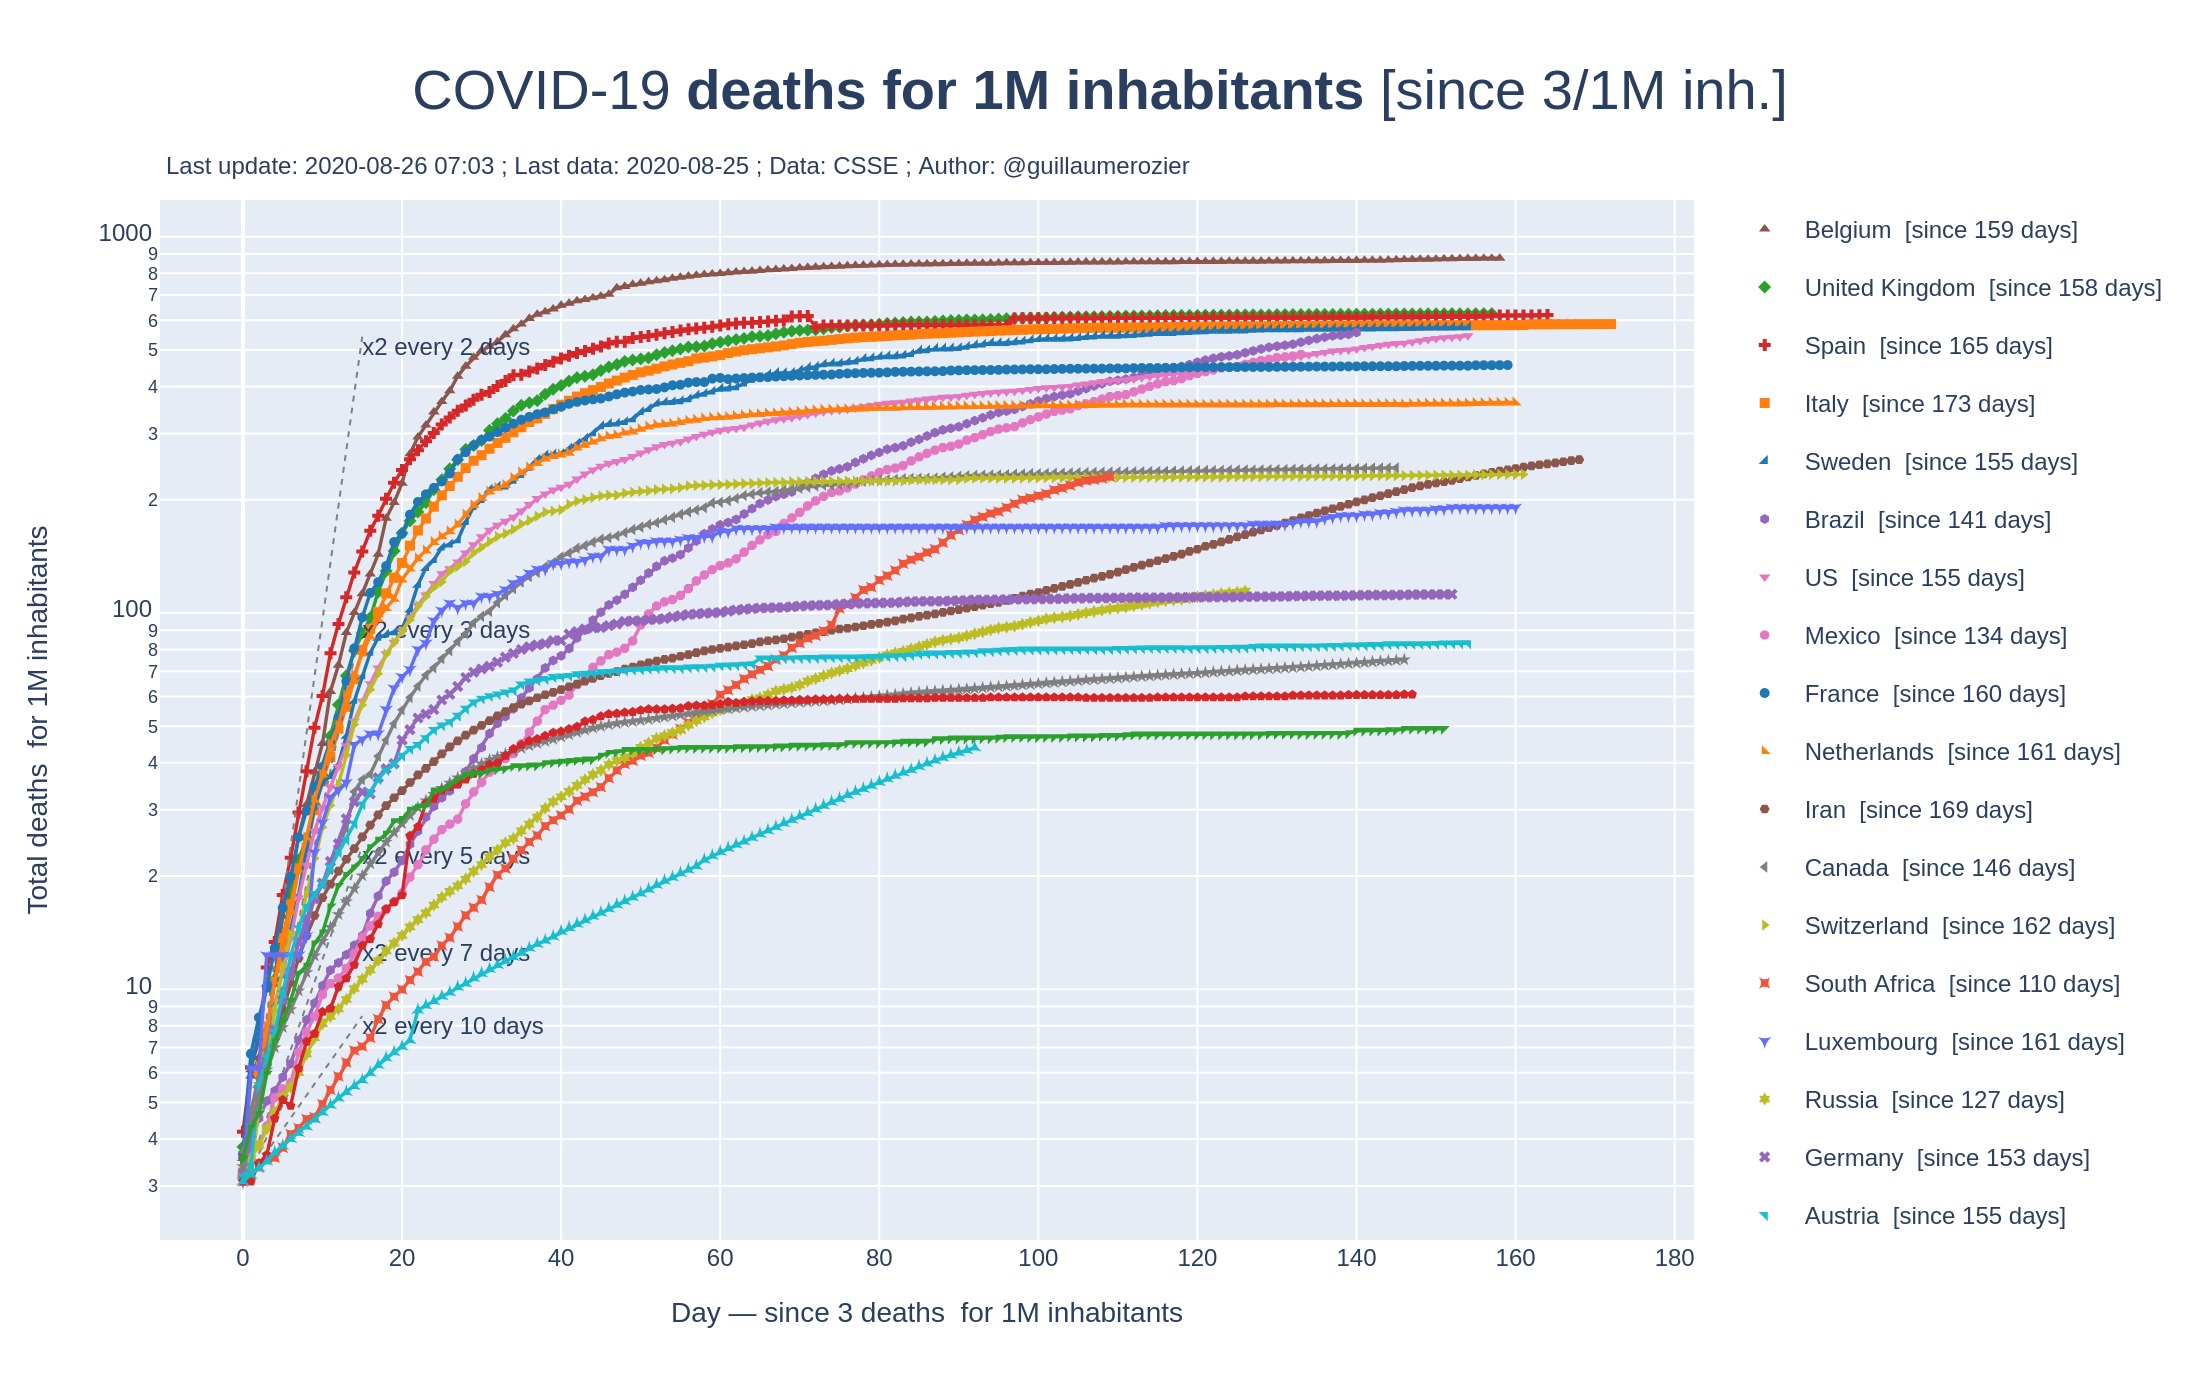 COVID-19 deaths for 1M inhabitants [since 3/1M inh.]
Last update: 2020-08-26 07:03 ; Last data: 2020-08-25 ; Data: CSSE ; Author: @guillaumerozier
Total deaths for 1M inhabitants
1000
9
8
7
6
5
4
3
2
100
9
8
7
6
5
4
3
2
10
9
8
7
6
5
4
3
x2 every 2 days
x2 every 3 days
x2 every 5 days
x2 every 7 days
x2 every 10 days
0 20 40 60 80 100 120 140 160 180
Day — since 3 deaths for 1M inhabitants
Belgium [since 159 days]
United Kingdom [since 158 days]
Spain [since 165 days]
Italy [since 173 days]
Sweden [since 155 days]
Brazil [since 141 days]
US [since 155 days]
Mexico [since 134 days]
France [since 160 days]
Netherlands [since 161 days]
Iran [since 169 days]
Canada [since 146 days]
Switzerland [since 162 days]
South Africa [since 110 days]
Luxembourg [since 161 days]
Russia [since 127 days]
Germany [since 153 days]
Austria [since 155 days]